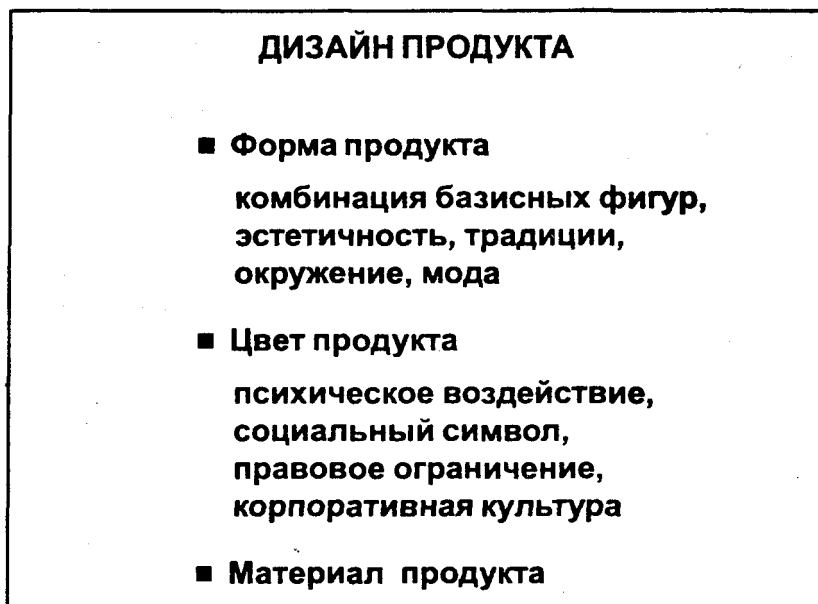 ДИЗАЙН ПРОДУКТА
■ Форма продукта
комбинация базисных фигур,
эстетичность, традиции,
окружение, мода
■ Цвет продукта
психическое воздействие,
социальный символ,
правовое ограничение,
корпоративная культура
■ Материал продукта